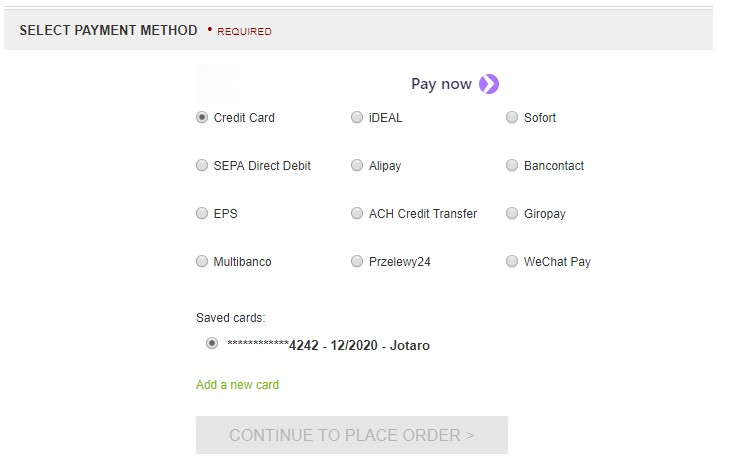 SELECT PAYMENT METHOD • REQUIRED
Pay now
Credit Card iDEAL Sofort
SEPA Direct Debit Alipay Bancontact
EPS ACH Credit Transfer Giropay
Multibanco Przelewy24 WeChat Pay
Saved cards:
************4242 - 12/2020 - Jotaro
Add a new card
CONTINUE TO PLACE ORDER >